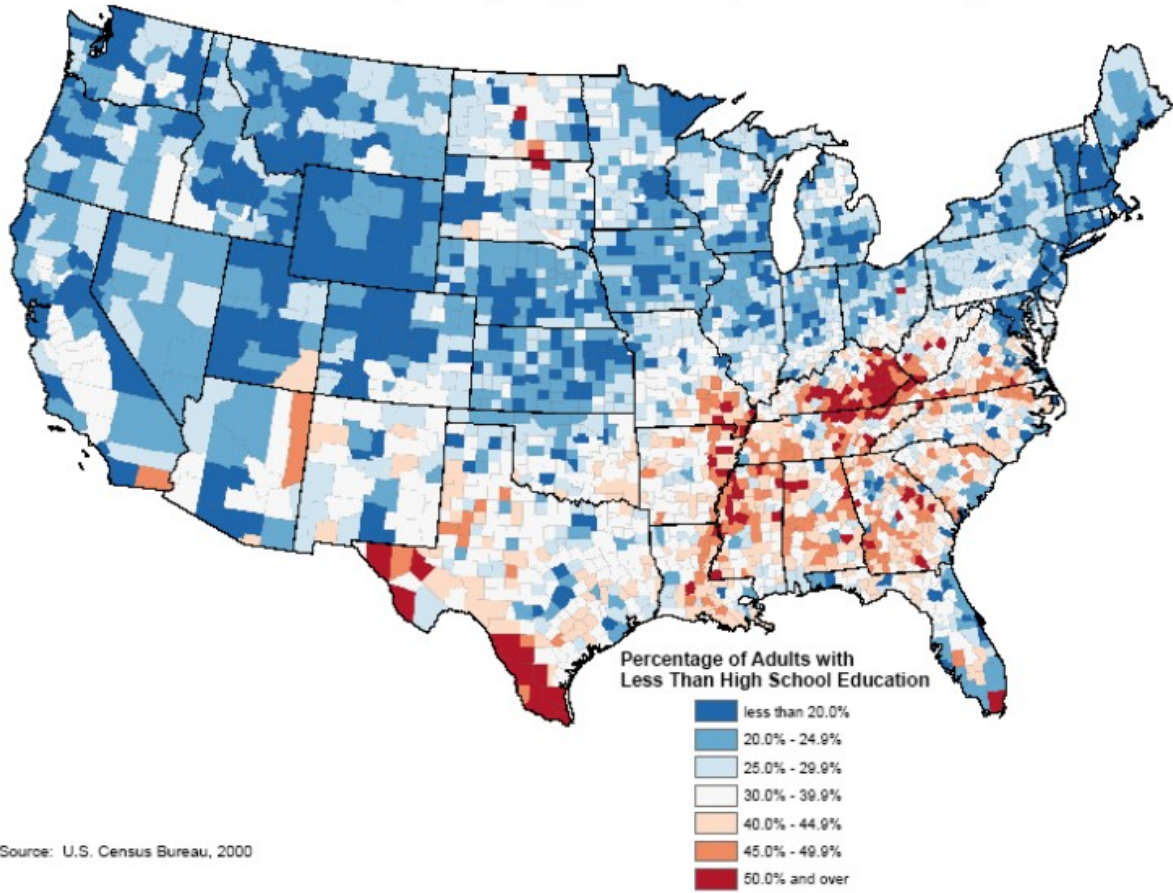 Percentage of Adults with
Less Than High School Education
less than 20.0%
20.0% - 24.9%
25.0% - 29.9%
30.0% - 39.9%
40.0% - 44.9%
45.0% - 49.9%
50.0% and over
Source: U.S. Census Bureau, 2000